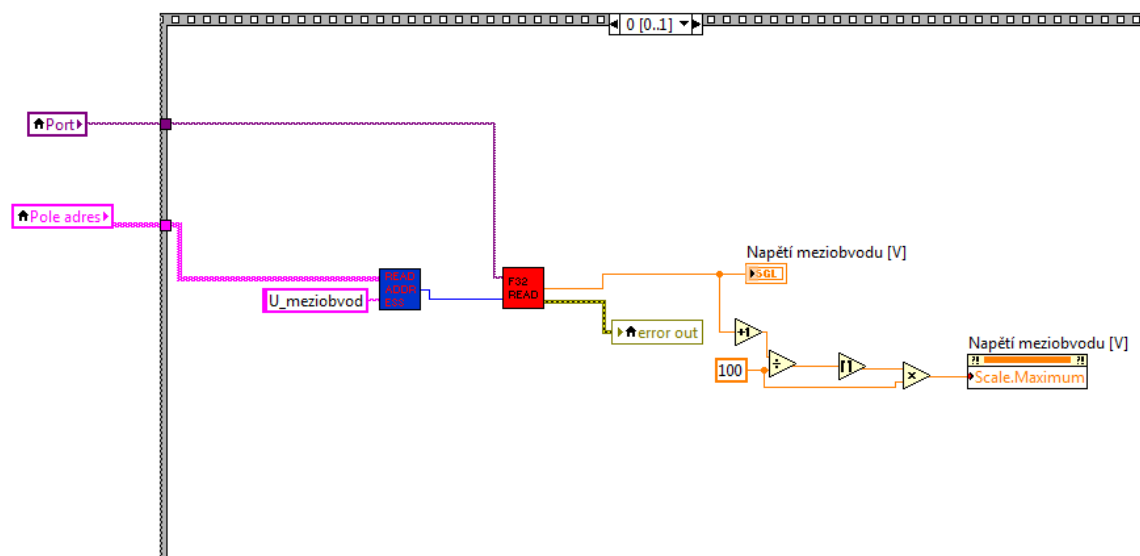 0 [0..1]
Port
Pole adres
READ
ADDR
ESS
U_meziobvod
F32
READ
Napětí meziobvodu [V]
SGL
error out
+1
100
÷
×
Napětí meziobvodu [V]
?! ?!
Scale.Maximum